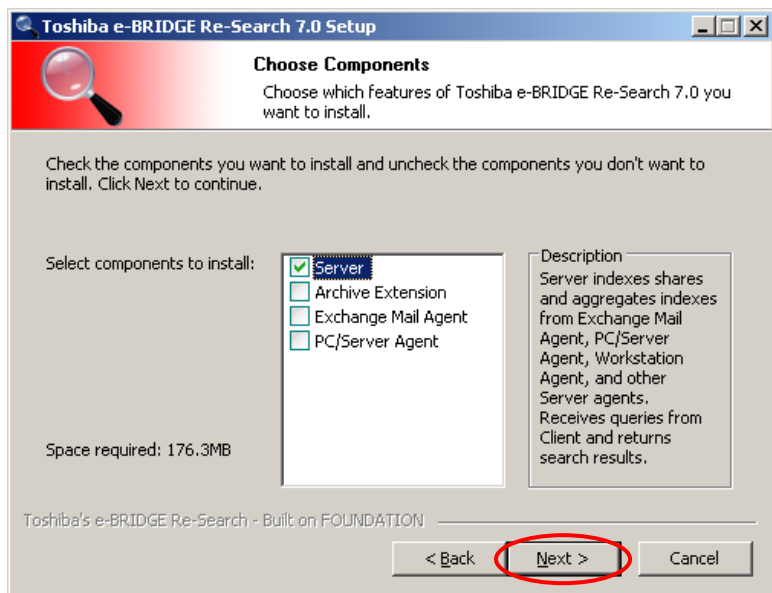 Toshiba e-BRIDGE Re-Search 7.0 Setup
Choose Components
Choose which features of Toshiba e-BRIDGE Re-Search 7.0 you
want to install.
Check the components you want to install and uncheck the components you don't want to
install. Click Next to continue.
Select components to install:
Server
Archive Extension
Exchange Mail Agent
PC/Server Agent
Description
Server indexes shares
and aggregates indexes
from Exchange Mail
Agent, PC/Server
Agent, Workstation
Agent, and other
Server agents.
Receives queries from
Client and returns
search results.
Space required: 176.3MB
Toshiba's e-BRIDGE Re-Search - Built on FOUNDATION
< Back
Next >
Cancel